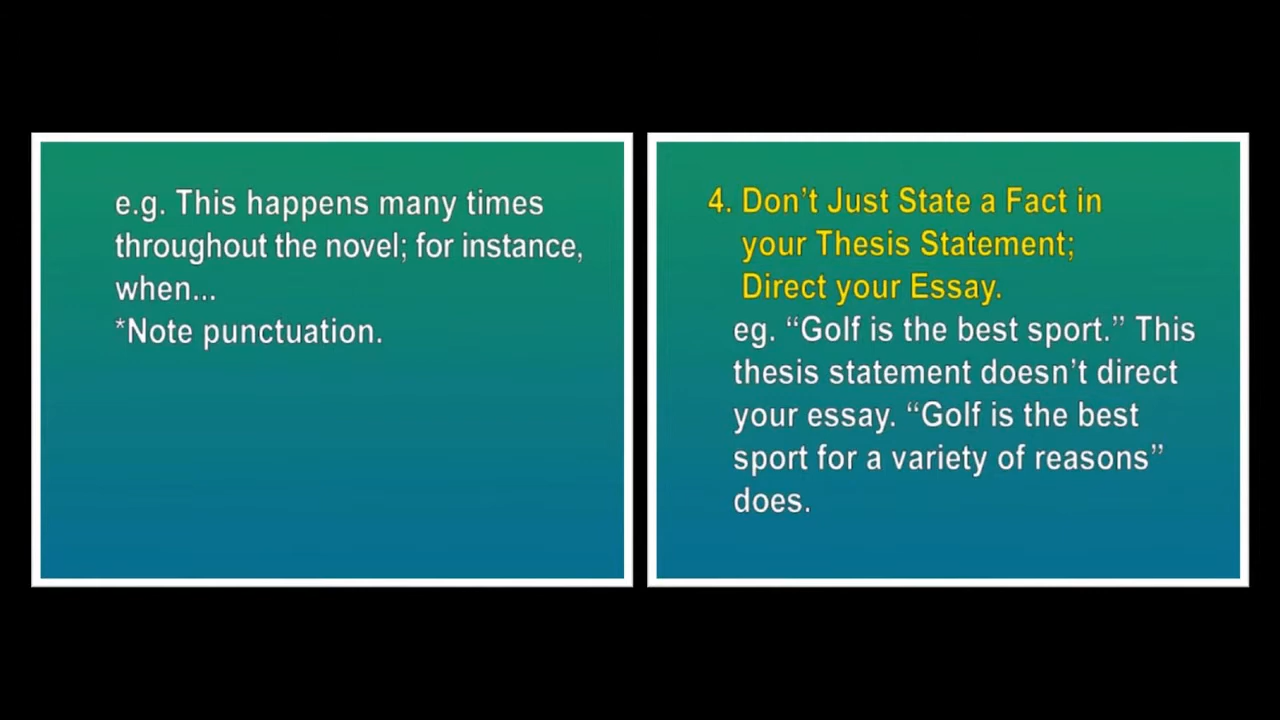 e.g. This happens many times
throughout the novel; for instance,
when...
*Note punctuation.
4. Don’t Just State a Fact in
your Thesis Statement;
Direct your Essay.
eg. “Golf is the best sport.” This
thesis statement doesn’t direct
your essay. “Golf is the best
sport for a variety of reasons”
does.